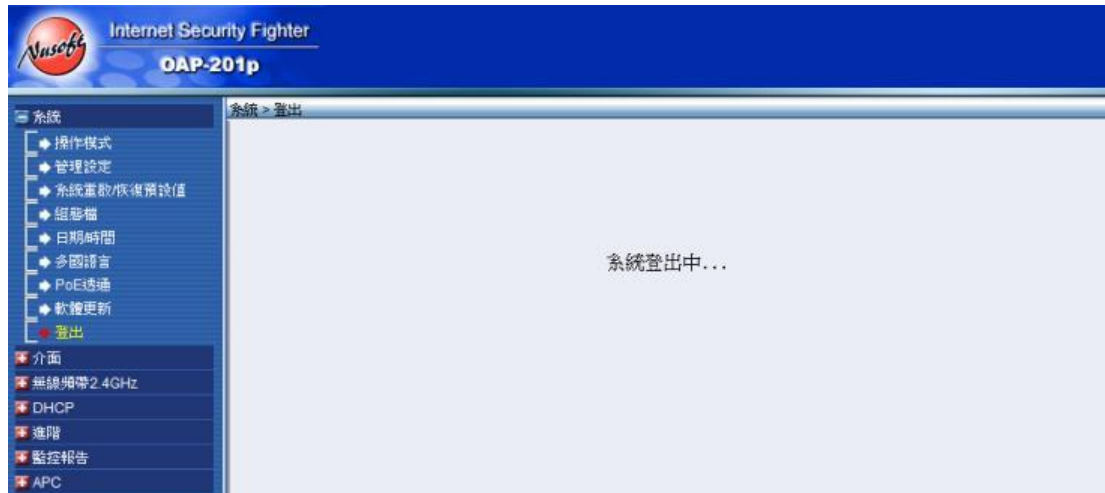 Nusoft
Internet Security Fighter
OAP-201p
系統 > 登出
系統
操作模式
管理設定
系統重啟/恢復預設值
組態檔
日期/時間
多國語言
PoE透通
軟體更新
登出
介面
無線頻帶2.4GHz
DHCP
進階
監控報告
APC
系統登出中...